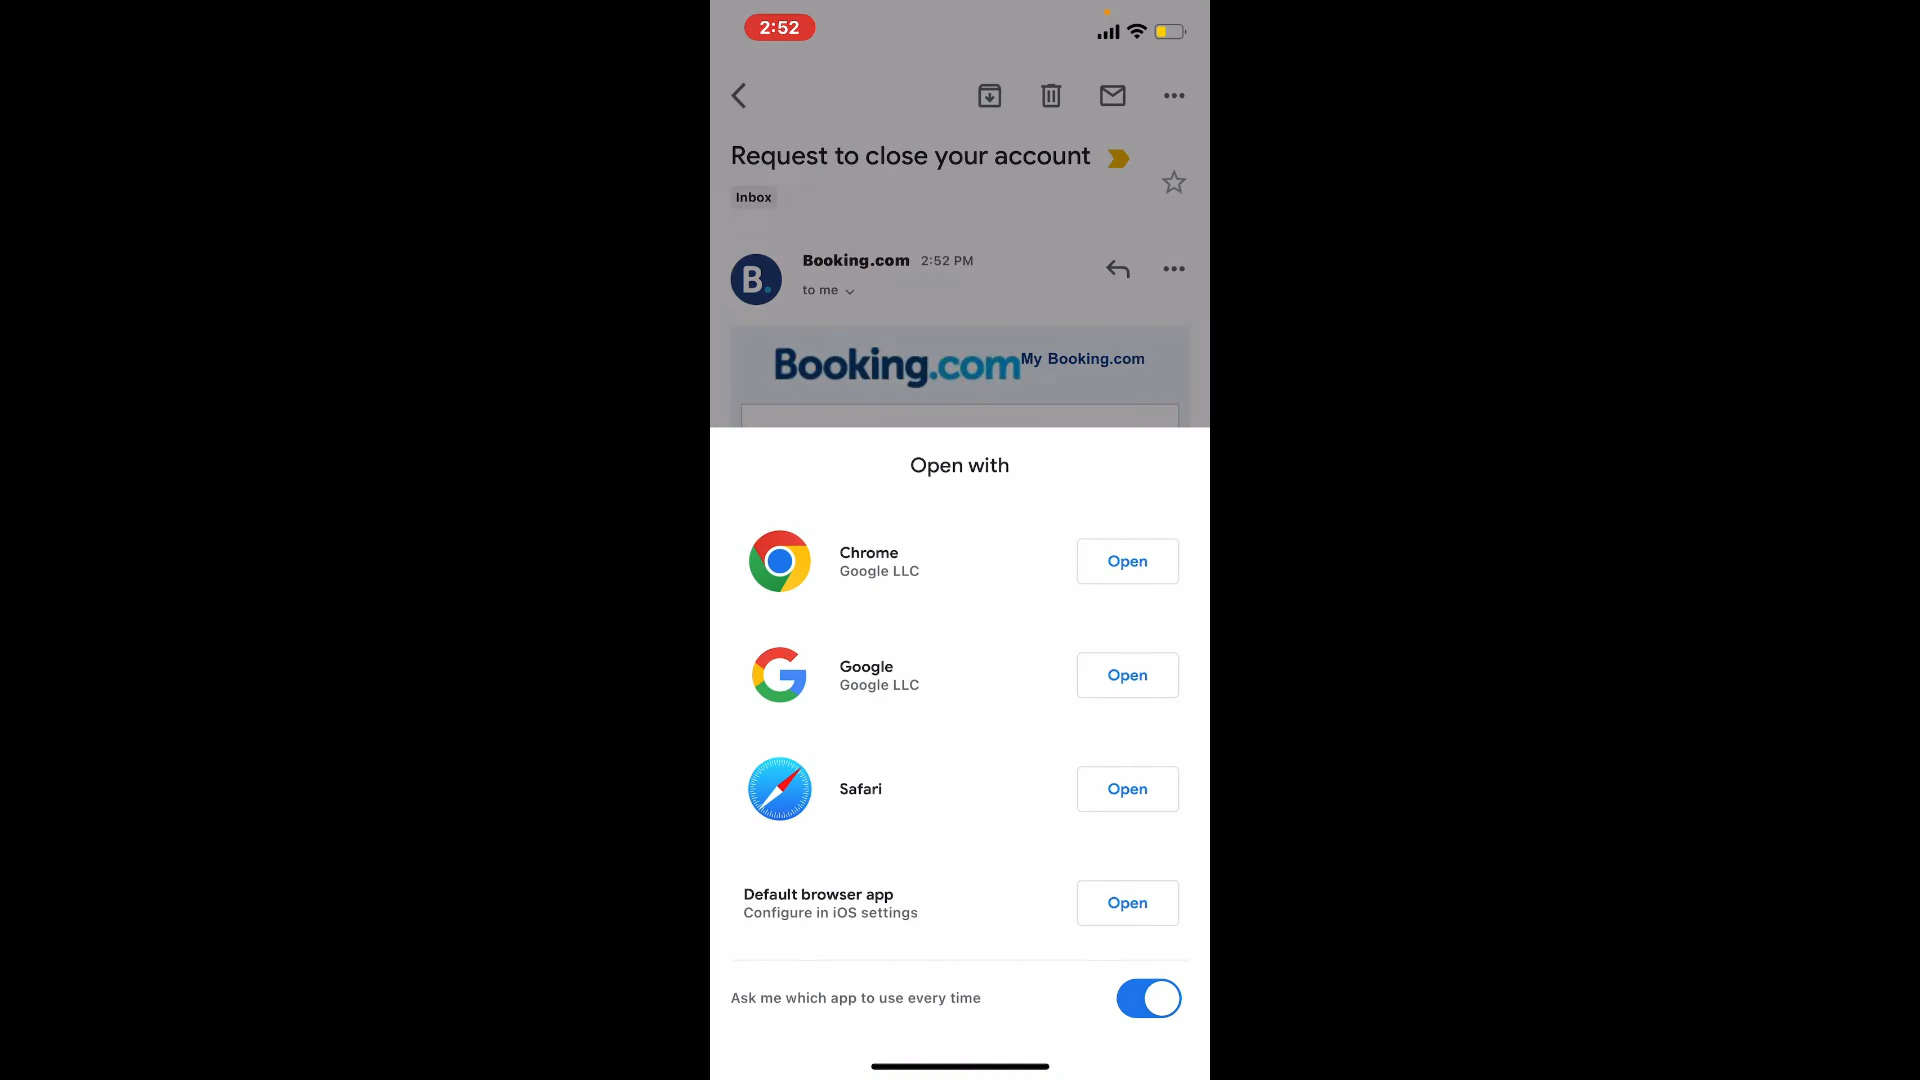 2:52
Request to close your account
Inbox
B.
Booking.com 2:52 PM
to me
Booking.com My Booking.com
Open with
Chrome
Google LLC
Open
Google
Google LLC
Open
Safari
Open
Default browser app
Configure in iOS settings
Open
Ask me which app to use every time